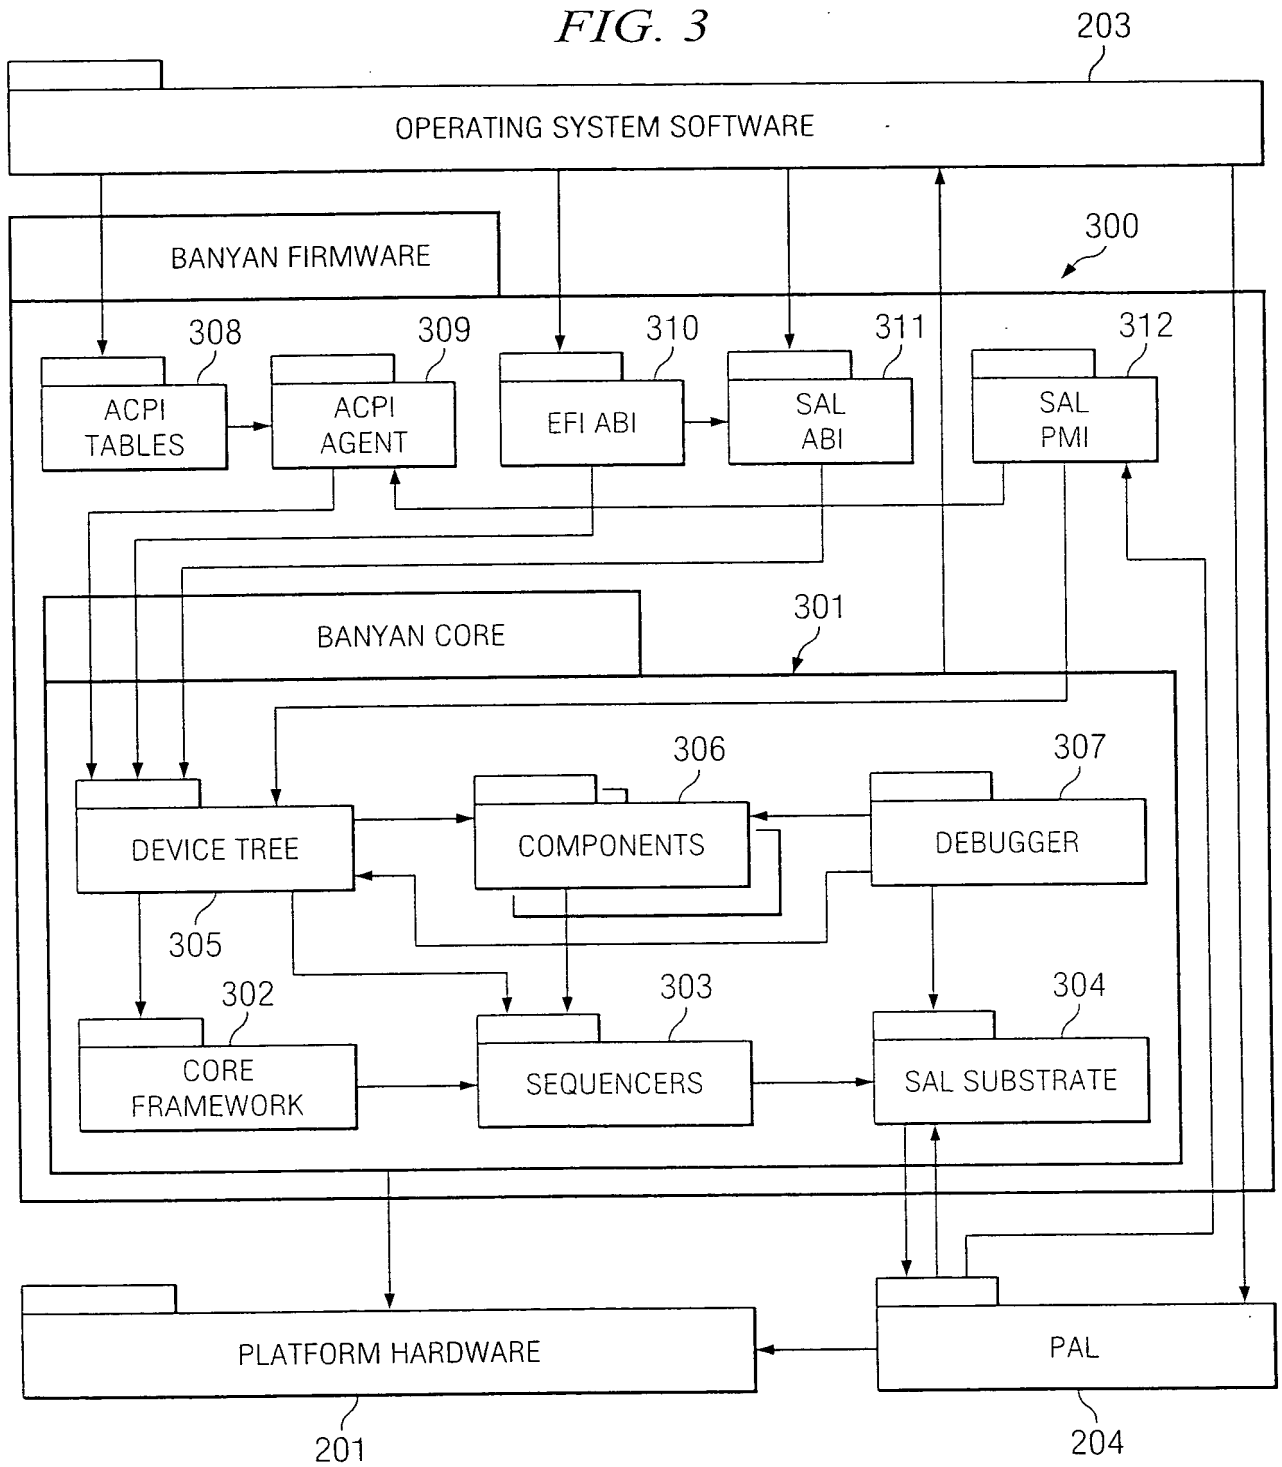 FIG. 3
203
OPERATING SYSTEM SOFTWARE
BANYAN FIRMWARE
300
308
309
310
311
312
ACPI
TABLES
ACPI
AGENT
EFI ABI
SAL
ABI
SAL
PMI
BANYAN CORE
301
306
307
DEVICE TREE
COMPONENTS
DEBUGGER
305
302
303
304
CORE
FRAMEWORK
SEQUENCERS
SAL SUBSTRATE
PLATFORM HARDWARE
PAL
201
204